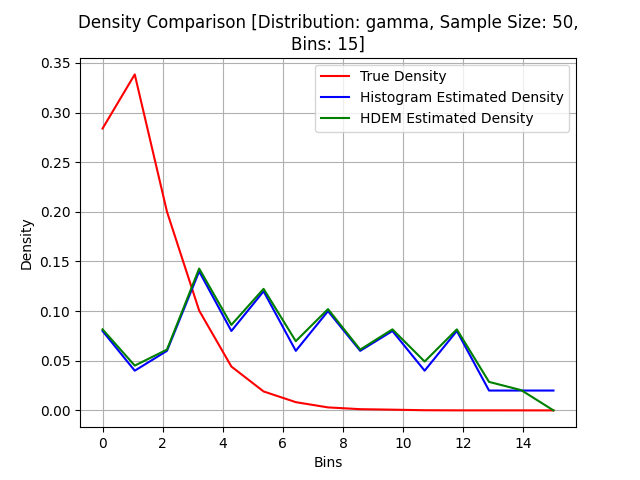 Density Comparison [Distribution: gamma, Sample Size: 50,
Bins: 15]
0.35
0.30
0.25
0.20
0.15
0.10
0.05
0.00
Density
True Density
Histogram Estimated Density
HDEM Estimated Density
0 2 4 6 8 10 12 14
Bins